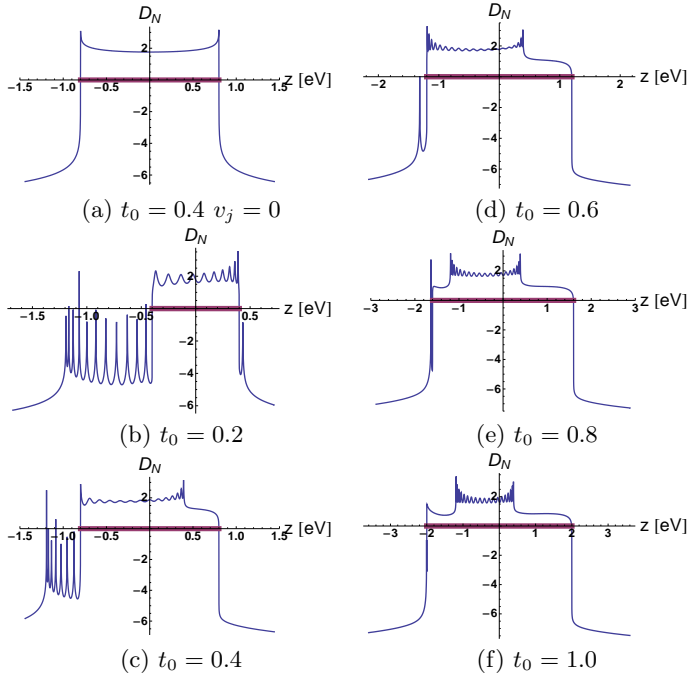 D_N
2
z [eV]
−1.5 −1.0 −0.5 0.5 1.0 1.5
−2
−4
−6
(a) t_0 = 0.4 v_j = 0
D_N
2
z [eV]
−2 −1 1 2
−2
−4
−6
(d) t_0 = 0.6
D_N
2
z [eV]
−1.5 −1.0 −0.5 0.5
−2
−4
−6
(b) t_0 = 0.2
D_N
2
z [eV]
−3 −2 −1 1 2 3
−2
−4
−6
(e) t_0 = 0.8
D_N
2
z [eV]
−1.5 −1.0 −0.5 0.5 1.0 1.5
−2
−4
−6
(c) t_0 = 0.4
D_N
2
z [eV]
−4 −3 −2 −1 1 2 3 4
−2
−4
−6
(f) t_0 = 1.0